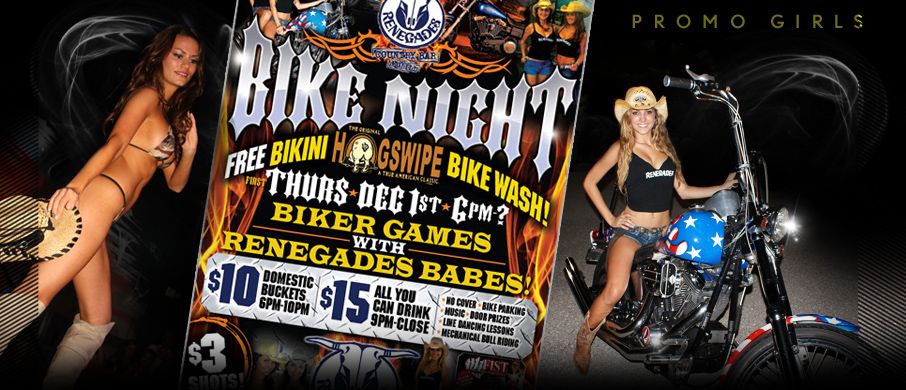 PROMO GIRLS
RENEGADES
COUNTRY BAR
BIKE NIGHT
THE ORIGINAL
FREE BIKINI HOGSWIPE BIKE WASH!
A TRUE AMERICAN CLASSIC
FIRST THURS * DEC 1ST * 6PM-?
BIKER GAMES
WITH
RENEGADES BABES!
$10 DOMESTIC BUCKETS 6PM-10PM
$15 ALL YOU CAN DRINK 9PM-CLOSE
NO COVER * BIKE PARKING
MUSIC * DOOR PRIZES
LINE DANCING LESSONS
MECHANICAL BULL RIDING
$3
SHOTS!
RENEGADES